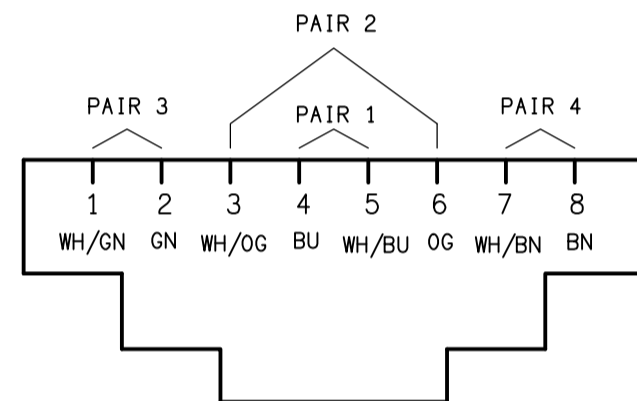 PAIR 2
PAIR 3 PAIR 1 PAIR 4
1 2 3 4 5 6 7 8
WH/GN GN WH/OG BU WH/BU OG WH/BN BN